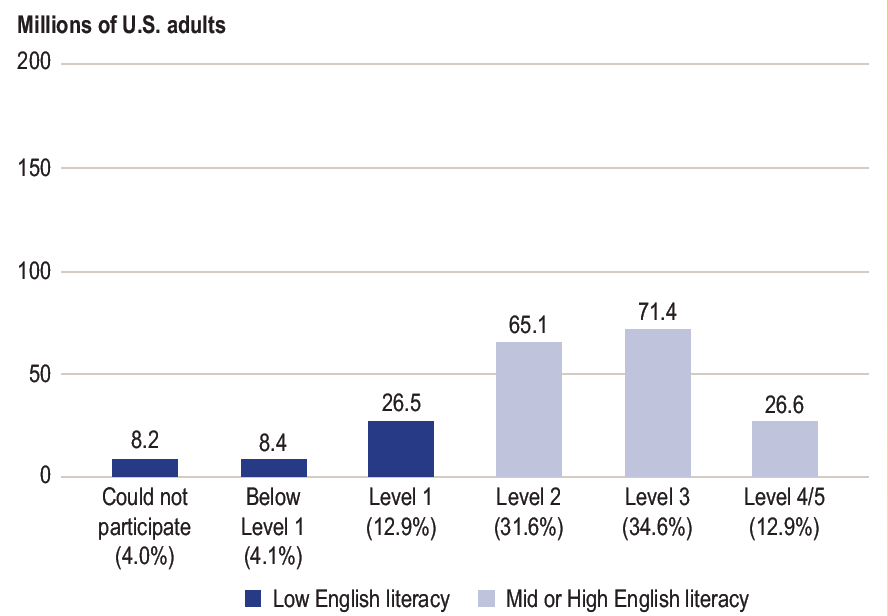 Millions of U.S. adults
200
150
100
50
0
8.2
8.4
26.5
65.1
71.4
26.6
Could not
participate
(4.0%)
Below
Level 1
(4.1%)
Level 1
(12.9%)
Level 2
(31.6%)
Level 3
(34.6%)
Level 4/5
(12.9%)
Low English literacy
Mid or High English literacy